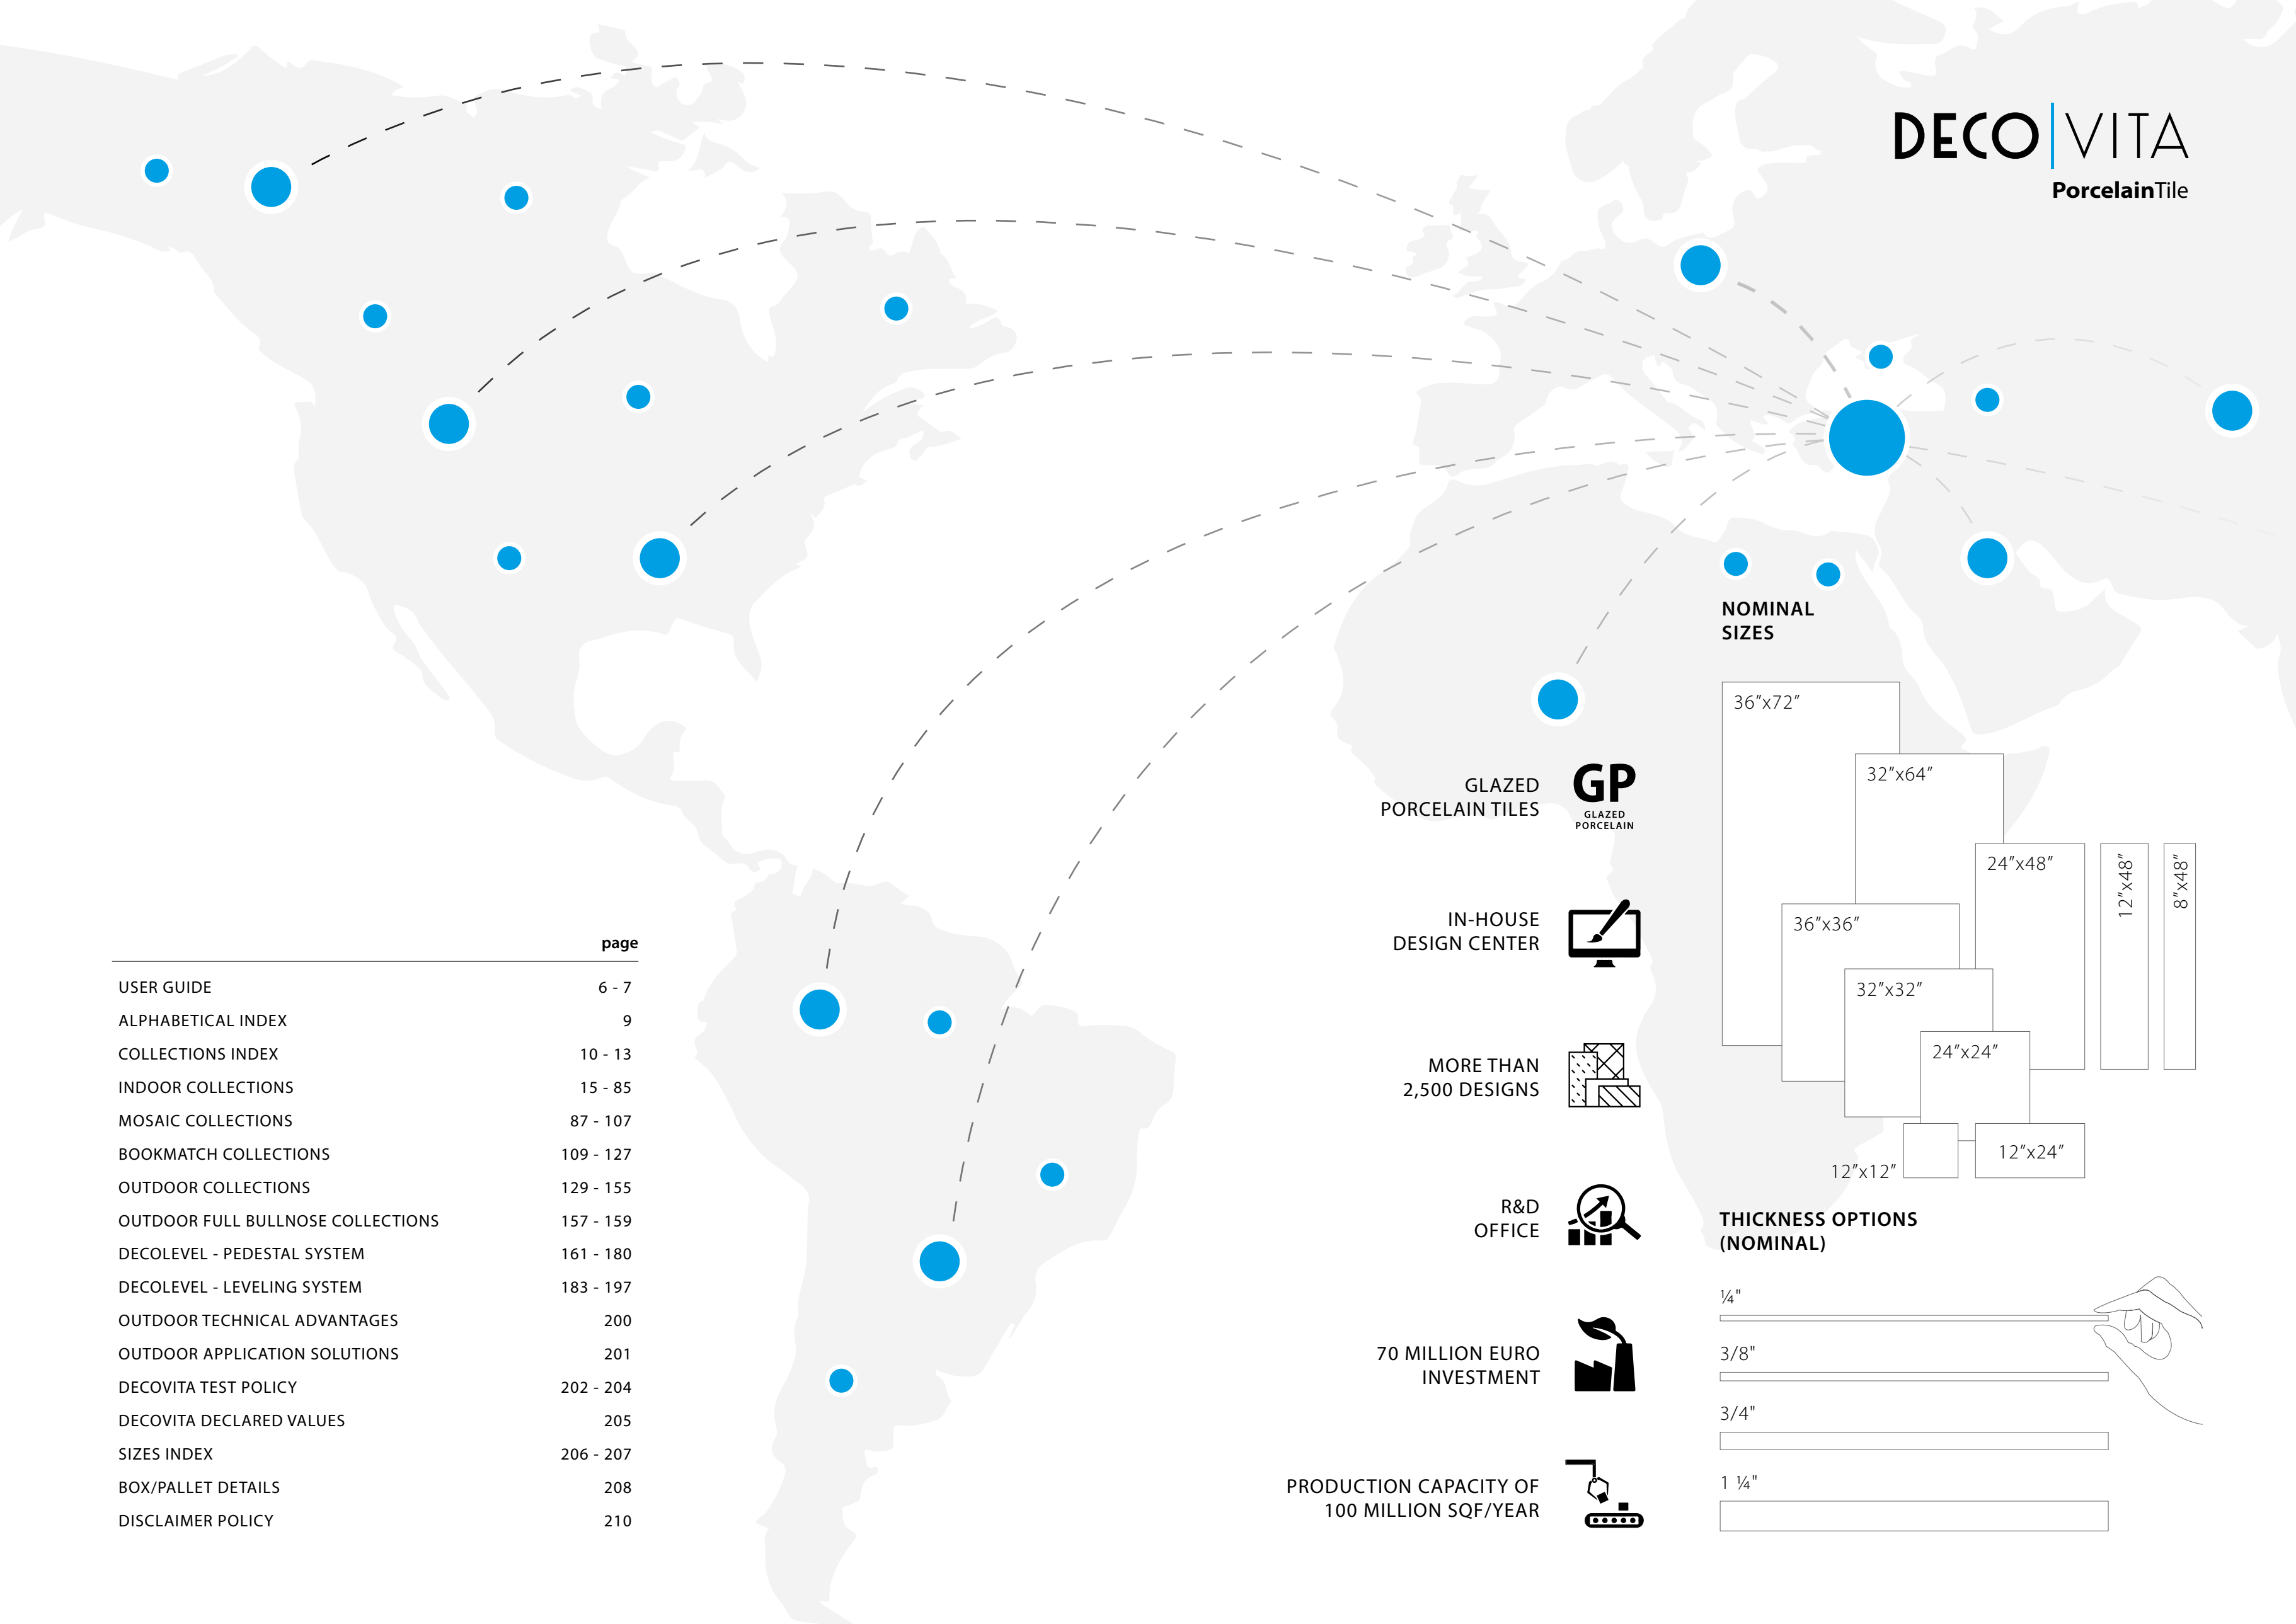 DECO|VITA
PorcelainTile
page
USER GUIDE 6 - 7
ALPHABETICAL INDEX 9
COLLECTIONS INDEX 10 - 13
INDOOR COLLECTIONS 15 - 85
MOSAIC COLLECTIONS 87 - 107
BOOKMATCH COLLECTIONS 109 - 127
OUTDOOR COLLECTIONS 129 - 155
OUTDOOR FULL BULLNOSE COLLECTIONS 157 - 159
DECOLEVEL - PEDESTAL SYSTEM 161 - 180
DECOLEVEL - LEVELING SYSTEM 183 - 197
OUTDOOR TECHNICAL ADVANTAGES 200
OUTDOOR APPLICATION SOLUTIONS 201
DECOVITA TEST POLICY 202 - 204
DECOVITA DECLARED VALUES 205
SIZES INDEX 206 - 207
BOX/PALLET DETAILS 208
DISCLAIMER POLICY 210
GLAZED
PORCELAIN TILES
GP
GLAZED
PORCELAIN
IN-HOUSE
DESIGN CENTER
MORE THAN
2,500 DESIGNS
R&D
OFFICE
70 MILLION EURO
INVESTMENT
PRODUCTION CAPACITY OF
100 MILLION SQF/YEAR
NOMINAL
SIZES
36"x72"
32"x64"
24"x48"
12"x48"
8"x48"
36"x36"
32"x32"
24"x24"
12"x12"
12"x24"
THICKNESS OPTIONS
(NOMINAL)
¼"
3/8"
3/4"
1 ¼"